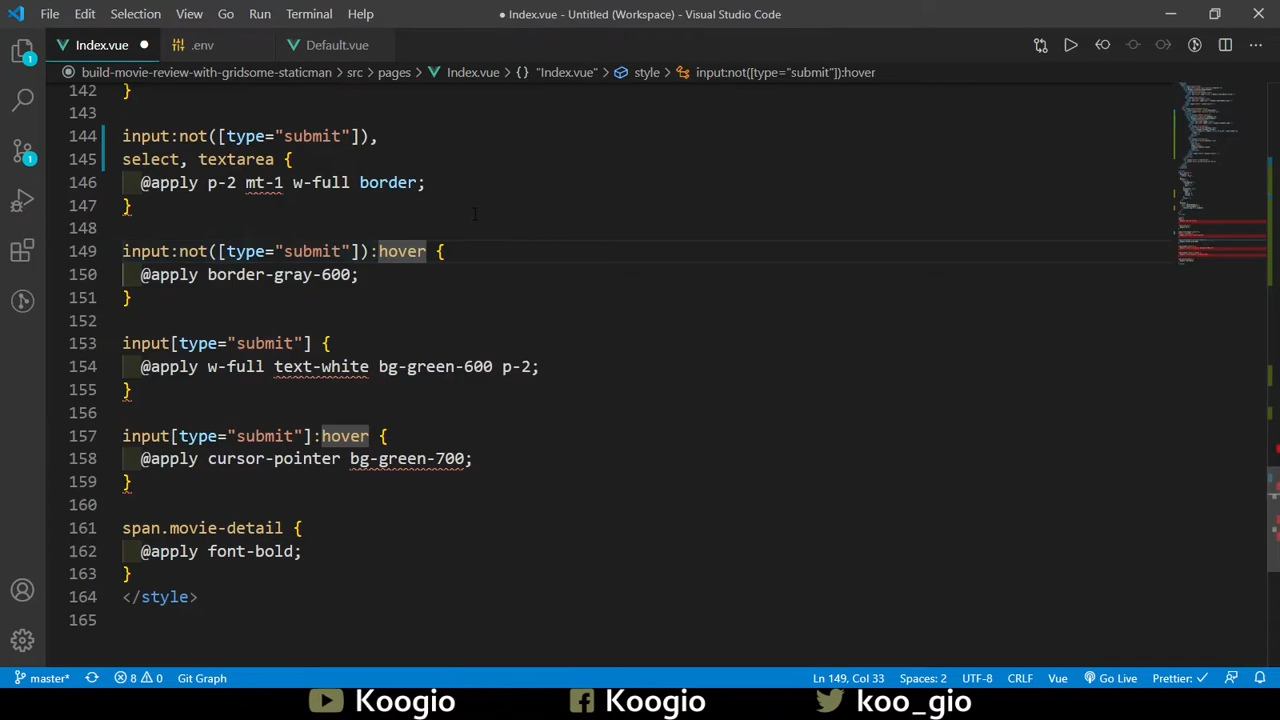 File Edit Selection View Go Run Terminal Help ● Index.vue - Untitled (Workspace) - Visual Studio Code
Index.vue .env Default.vue
build-movie-review-with-gridsome-staticman > src > pages > Index.vue > {} "Index.vue" > style > input:not([type="submit"]):hover
142 }
143
144 input:not([type="submit"]),
145 select, textarea {
146 @apply p-2 mt-1 w-full border;
147 }
148
149 input:not([type="submit"]):hover {
150 @apply border-gray-600;
151 }
152
153 input[type="submit"] {
154 @apply w-full text-white bg-green-600 p-2;
155 }
156
157 input[type="submit"]:hover {
158 @apply cursor-pointer bg-green-700;
159 }
160
161 span.movie-detail {
162 @apply font-bold;
163 }
164 </style>
165
1
1
master* 8 0 Git Graph Ln 149, Col 33 Spaces: 2 UTF-8 CRLF Vue Go Live Prettier: ✓
Koogio Koogio koo_gio